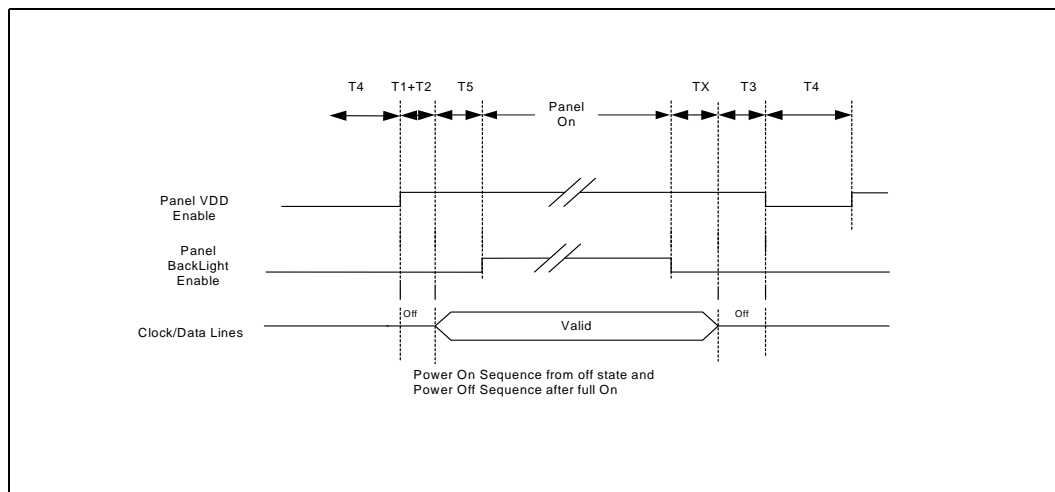 T4 T1+T2 T5 TX T3 T4
Panel
On
Panel VDD
Enable
Panel
BackLight
Enable
Off Off
Clock/Data Lines Valid
Power On Sequence from off state and
Power Off Sequence after full On